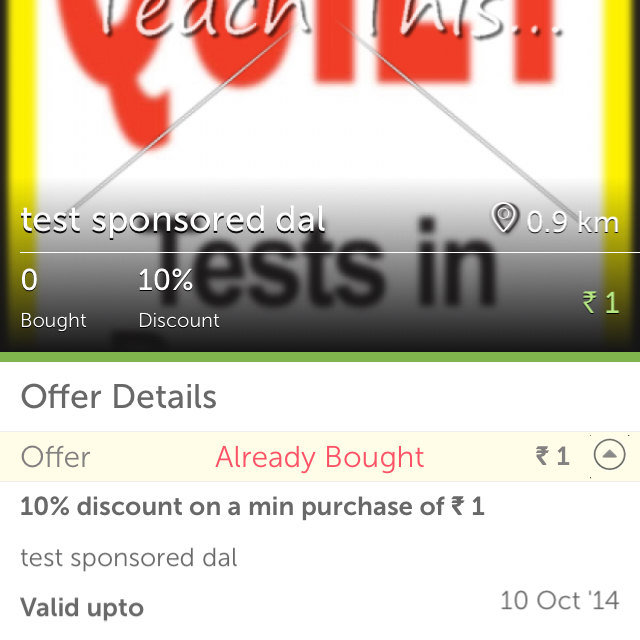 Teach This...
QUIET
test sponsored dal
0.9 km
Tests in
0
10%
₹ 1
Bought
Discount
Offer Details
Offer
Already Bought
₹ 1
10% discount on a min purchase of ₹ 1
test sponsored dal
Valid upto
10 Oct '14